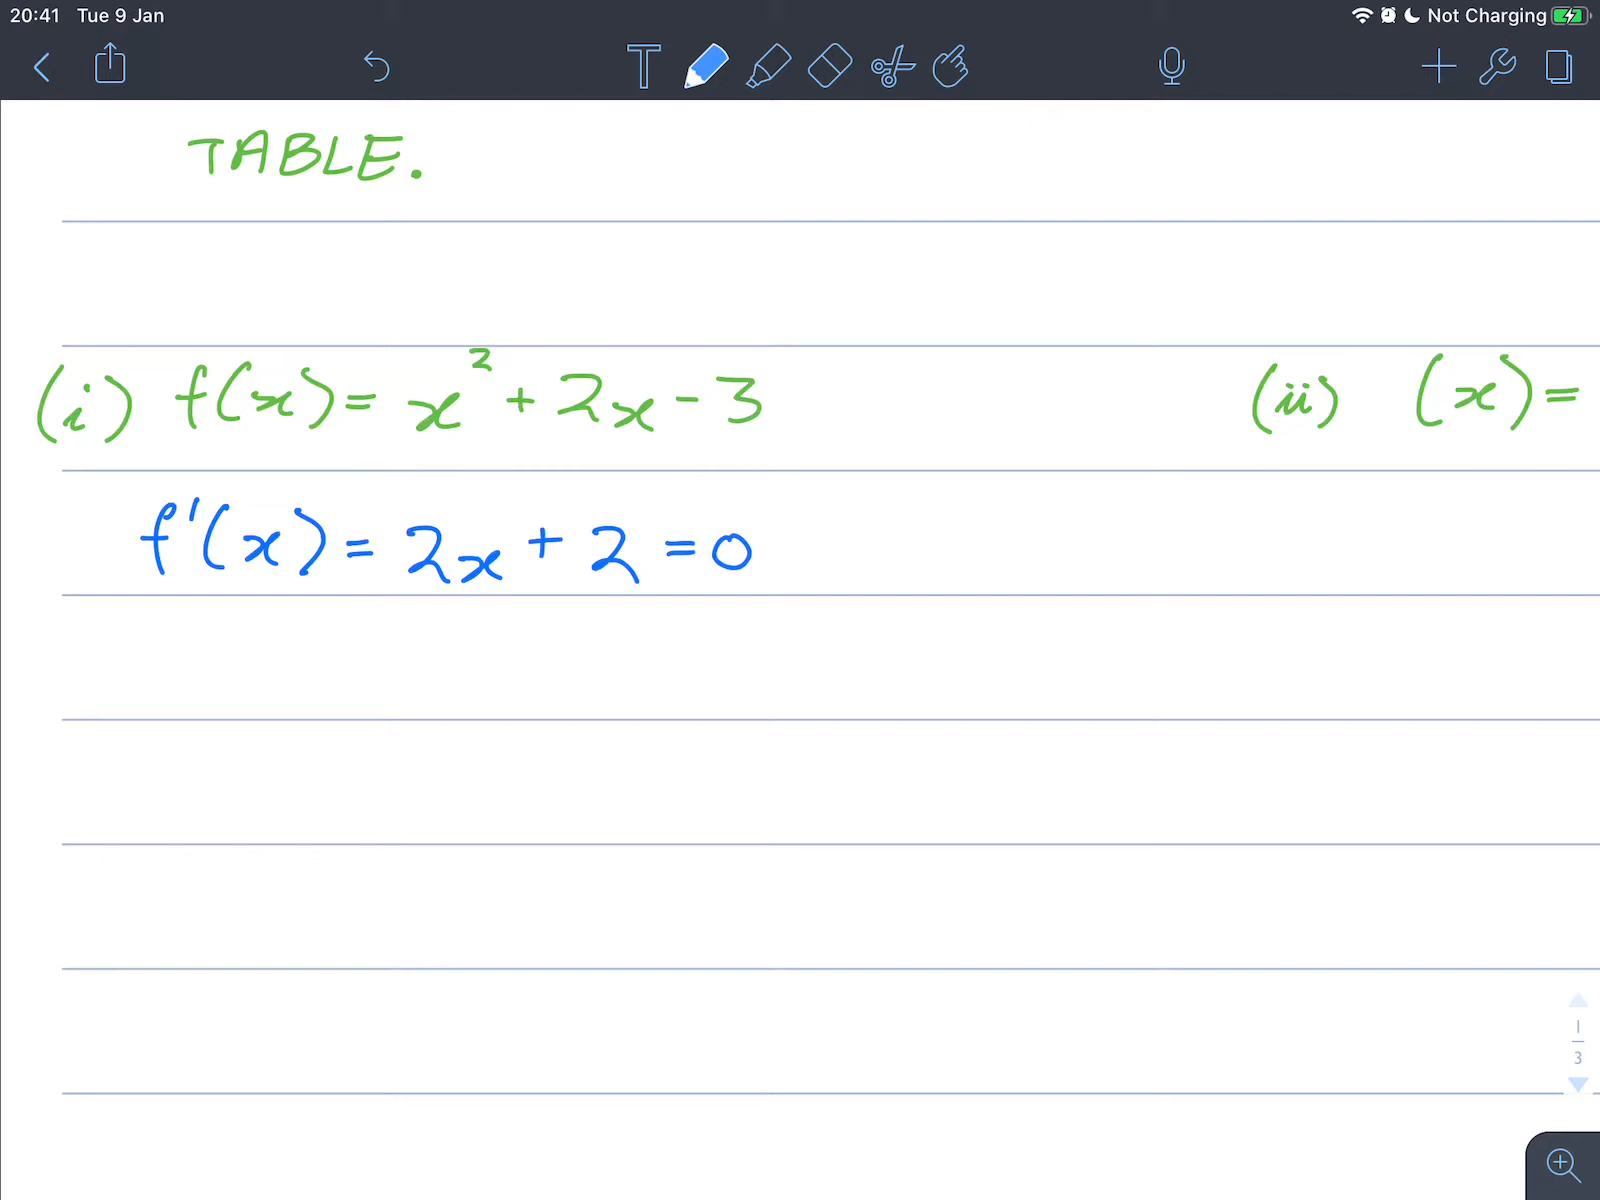 20:41 Tue 9 Jan Not Charging
T
TABLE.
(i) f(x) = x² + 2x - 3 (ii) (x) =
f'(x) = 2x + 2 = 0
1
3